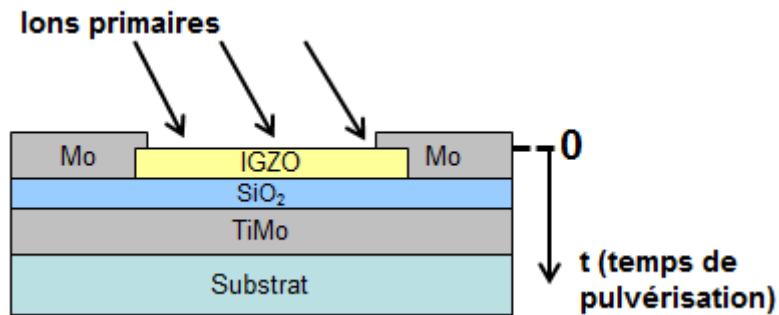 Ions primaires
Mo
IGZO
Mo
0
SiO₂
TiMo
Substrat
t (temps de
pulvérisation)